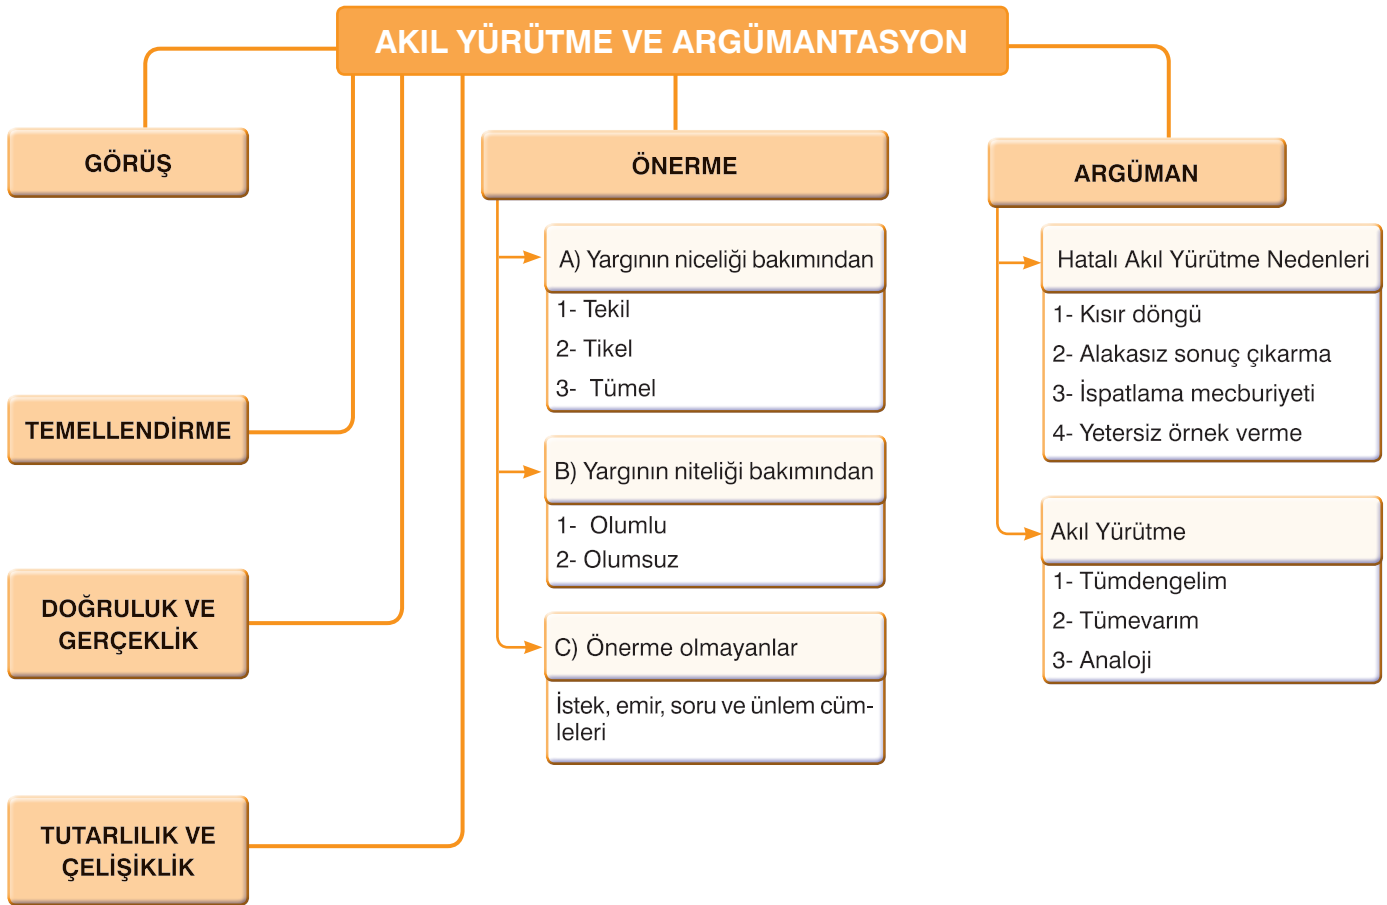 AKIL YÜRÜTME VE ARGÜMANTASYON
GÖRÜŞ
TEMELLENDİRME
DOĞRULUK VE
GERÇEKLİK
TUTARLILIK VE
ÇELİŞİKLİK
ÖNERME
A) Yargının niceliği bakımından
1- Tekil
2- Tikel
3- Tümel
B) Yargının niteliği bakımından
1- Olumlu
2- Olumsuz
C) Önerme olmayanlar
İstek, emir, soru ve ünlem cüm-
leleri
ARGÜMAN
Hatalı Akıl Yürütme Nedenleri
1- Kısır döngü
2- Alakasız sonuç çıkarma
3- İspatlama mecburiyeti
4- Yetersiz örnek verme
Akıl Yürütme
1- Tümdengelim
2- Tümevarım
3- Analoji